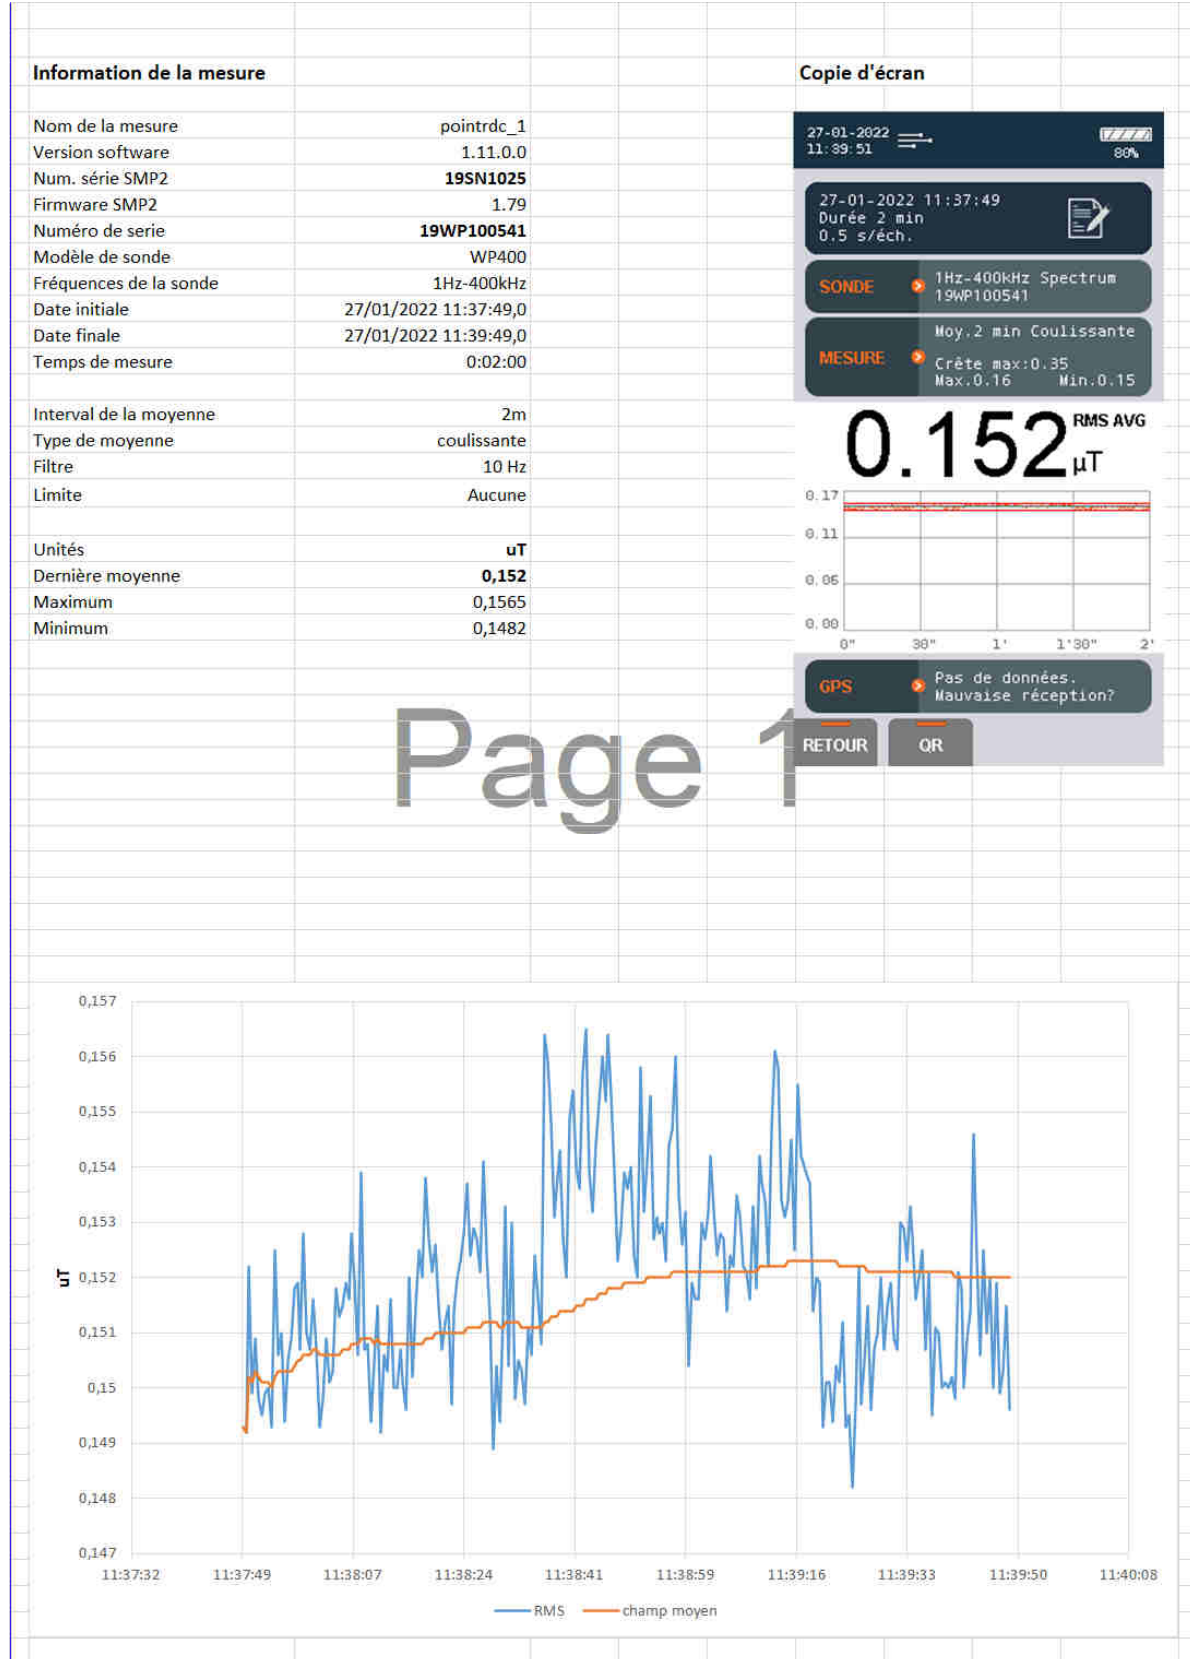 Information de la mesure
Nom de la mesure pointrdc_1
Version software 1.11.0.0
Num. série SMP2 19SN1025
Firmware SMP2 1.79
Numéro de serie 19WP100541
Modèle de sonde WP400
Fréquences de la sonde 1Hz-400kHz
Date initiale 27/01/2022 11:37:49,0
Date finale 27/01/2022 11:39:49,0
Temps de mesure 0:02:00
Interval de la moyenne 2m
Type de moyenne coulissante
Filtre 10 Hz
Limite Aucune
Unités uT
Dernière moyenne 0,152
Maximum 0,1565
Minimum 0,1482
Copie d'écran
27-01-2022
11:39:51
80%
27-01-2022 11:37:49
Durée 2 min
0.5 s/éch.
SONDE
1Hz-400kHz Spectrum
19WP100541
MESURE
Moy.2 min Coulissante
Crête max:0.35
Max.0.16 Min.0.15
0.152 RMS AVG
µT
0.17
0.11
0.05
0.00
0" 30" 1' 1'30" 2'
GPS
Pas de données.
Mauvaise réception?
RETOUR QR
Page 1
0,157
0,156
0,155
0,154
0,153
0,152
0,151
0,15
0,149
0,148
0,147
uT
11:37:32 11:37:49 11:38:07 11:38:24 11:38:41 11:38:59 11:39:16 11:39:33 11:39:50 11:40:08
RMS champ moyen